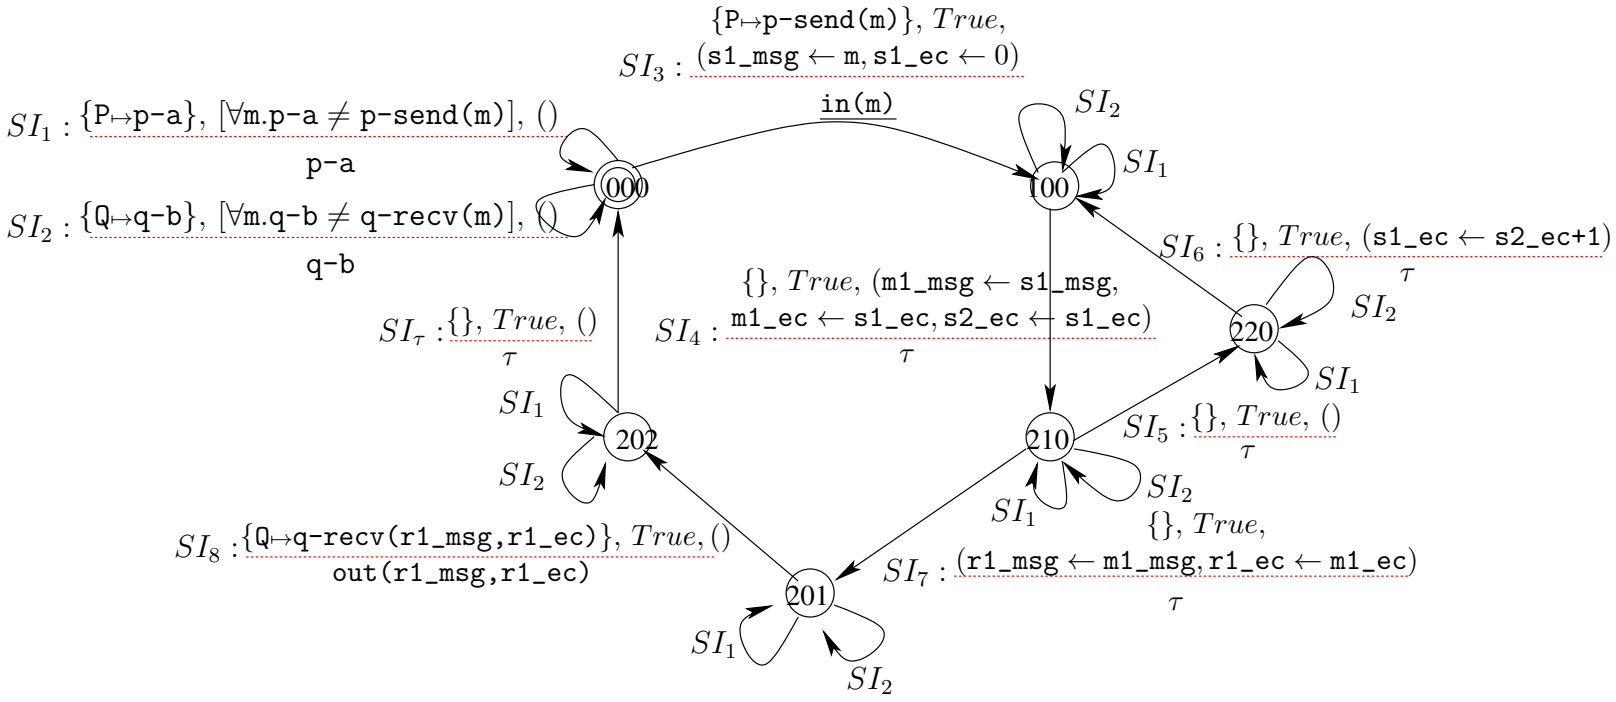 {P↦p-send(m)}, True,
SI₃ : (s1_msg ← m, s1_ec ← 0)
in(m)
SI₂
SI₁
SI₁ : {P↦p-a}, [∀m.p-a ≠ p-send(m)], ()
p-a
000
100
SI₂ : {Q↦q-b}, [∀m.q-b ≠ q-recv(m)], ()
q-b
SI₆ : {}, True, (s1_ec ← s2_ec+1)
τ
{}, True, (m1_msg ← s1_msg,
SI₄ : m1_ec ← s1_ec, s2_ec ← s1_ec)
τ
SI_τ : {}, True, ()
τ
SI₂
220
SI₁
SI₁
SI₅ : {}, True, ()
τ
202
210
SI₂
SI₂
SI₁
{}, True,
SI₇ : (r1_msg ← m1_msg, r1_ec ← m1_ec)
τ
SI₈ : {Q↦q-recv(r1_msg,r1_ec)}, True, ()
out(r1_msg,r1_ec)
201
SI₁
SI₂